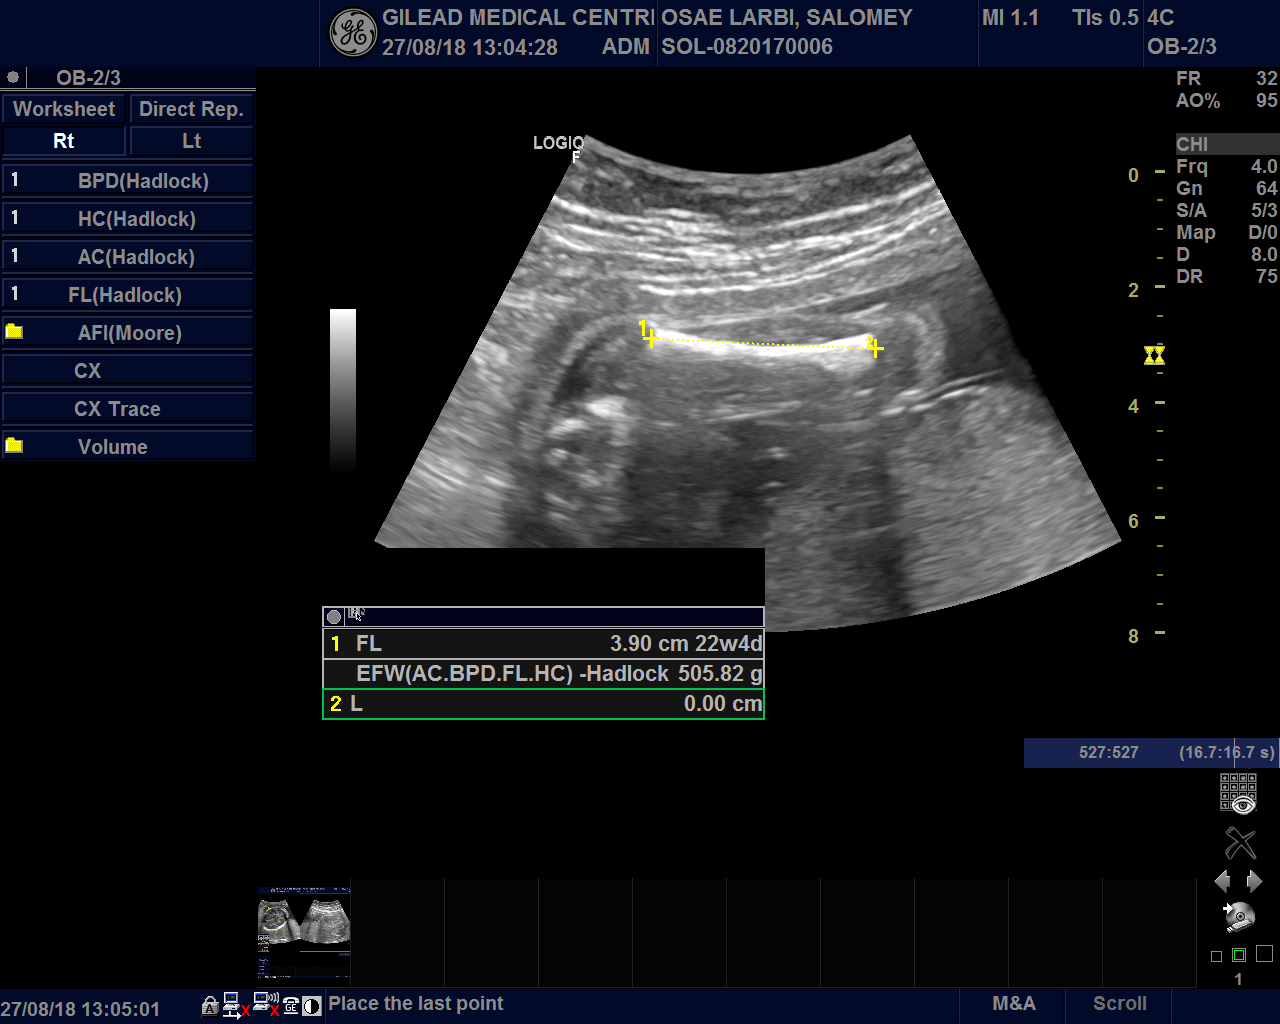 GILEAD MEDICAL CENTR
OSAE LARBI, SALOMEY
MI 1.1 TIs 0.5 4C
27/08/18 13:04:28 ADM SOL-0820170006 OB-2/3
OB-2/3
Worksheet Direct Rep.
Rt Lt
1 BPD(Hadlock)
1 HC(Hadlock)
1 AC(Hadlock)
1 FL(Hadlock)
AFI(Moore)
CX
CX Trace
Volume
LOGIQ
F
FR 32
AO% 95
CHI
Frq 4.0
Gn 64
S/A 5/3
Map D/0
D 8.0
DR 75
0
2
4
6
8
1
1 FL 3.90 cm 22w4d
EFW(AC.BPD.FL.HC) -Hadlock 505.82 g
2 L 0.00 cm
527:527 (16.7:16.7 s)
1
27/08/18 13:05:01 Place the last point M&A Scroll